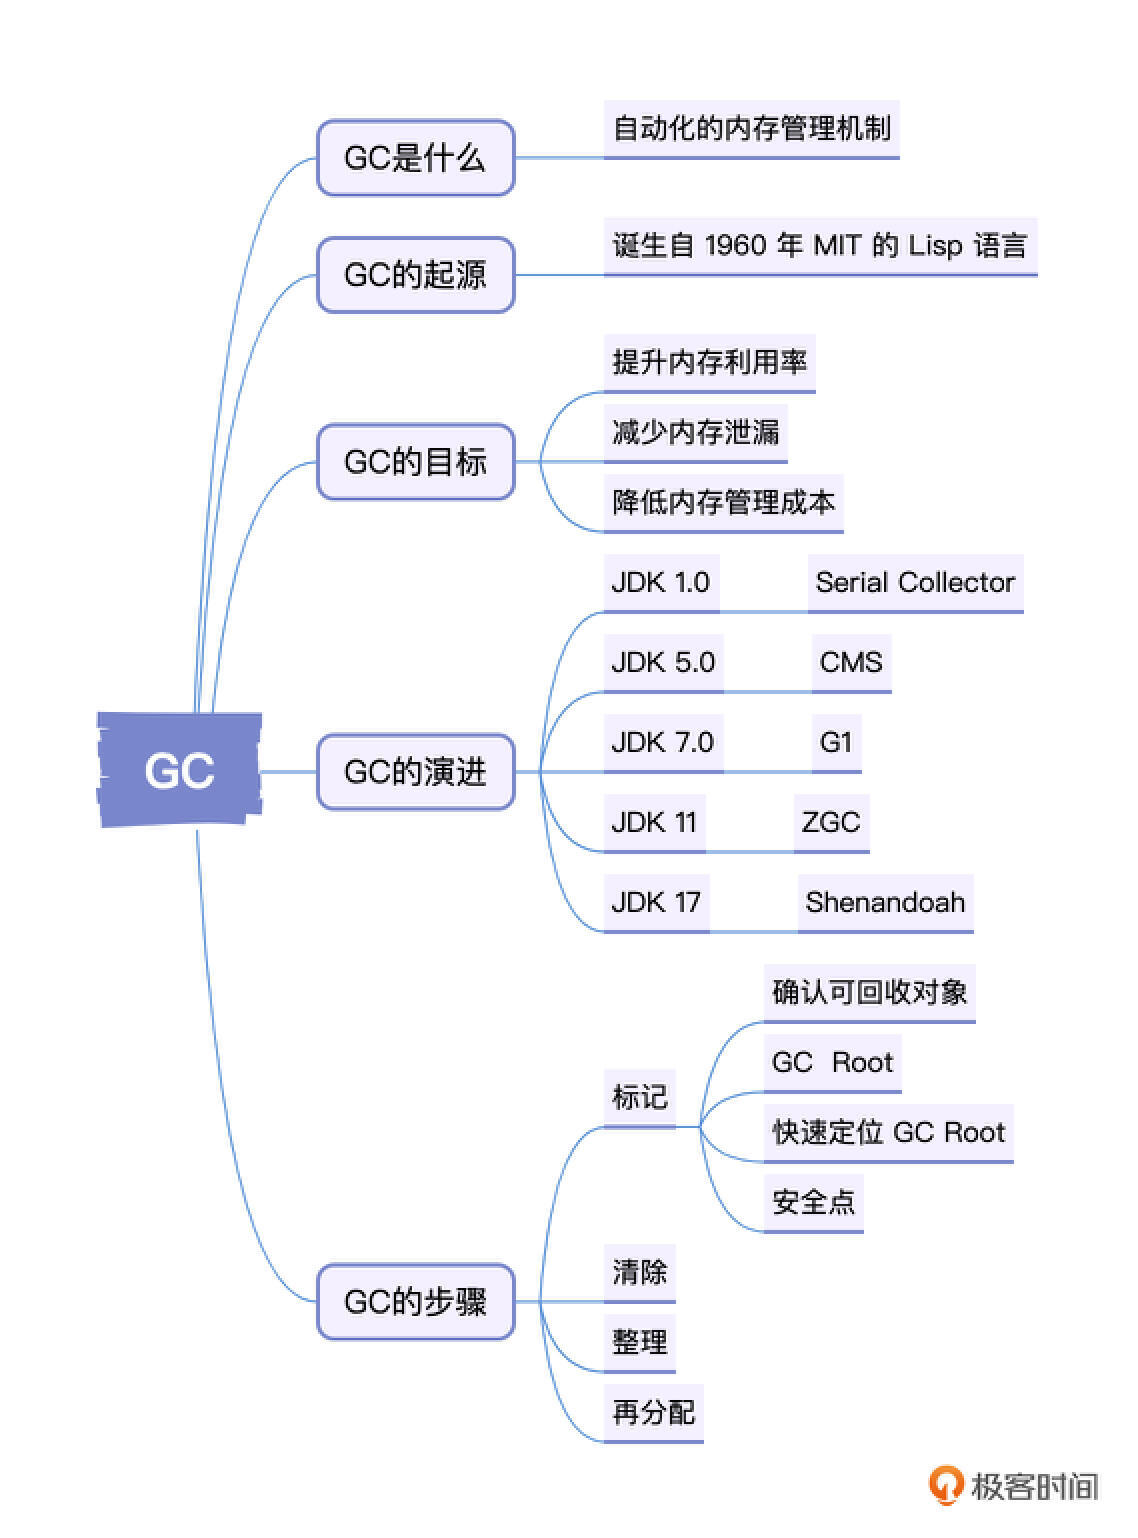 GC
GC是什么
自动化的内存管理机制
GC的起源
诞生自 1960 年 MIT 的 Lisp 语言
GC的目标
提升内存利用率
减少内存泄漏
降低内存管理成本
GC的演进
JDK 1.0 Serial Collector
JDK 5.0 CMS
JDK 7.0 G1
JDK 11 ZGC
JDK 17 Shenandoah
GC的步骤
标记
确认可回收对象
GC Root
快速定位 GC Root
安全点
清除
整理
再分配
极客时间